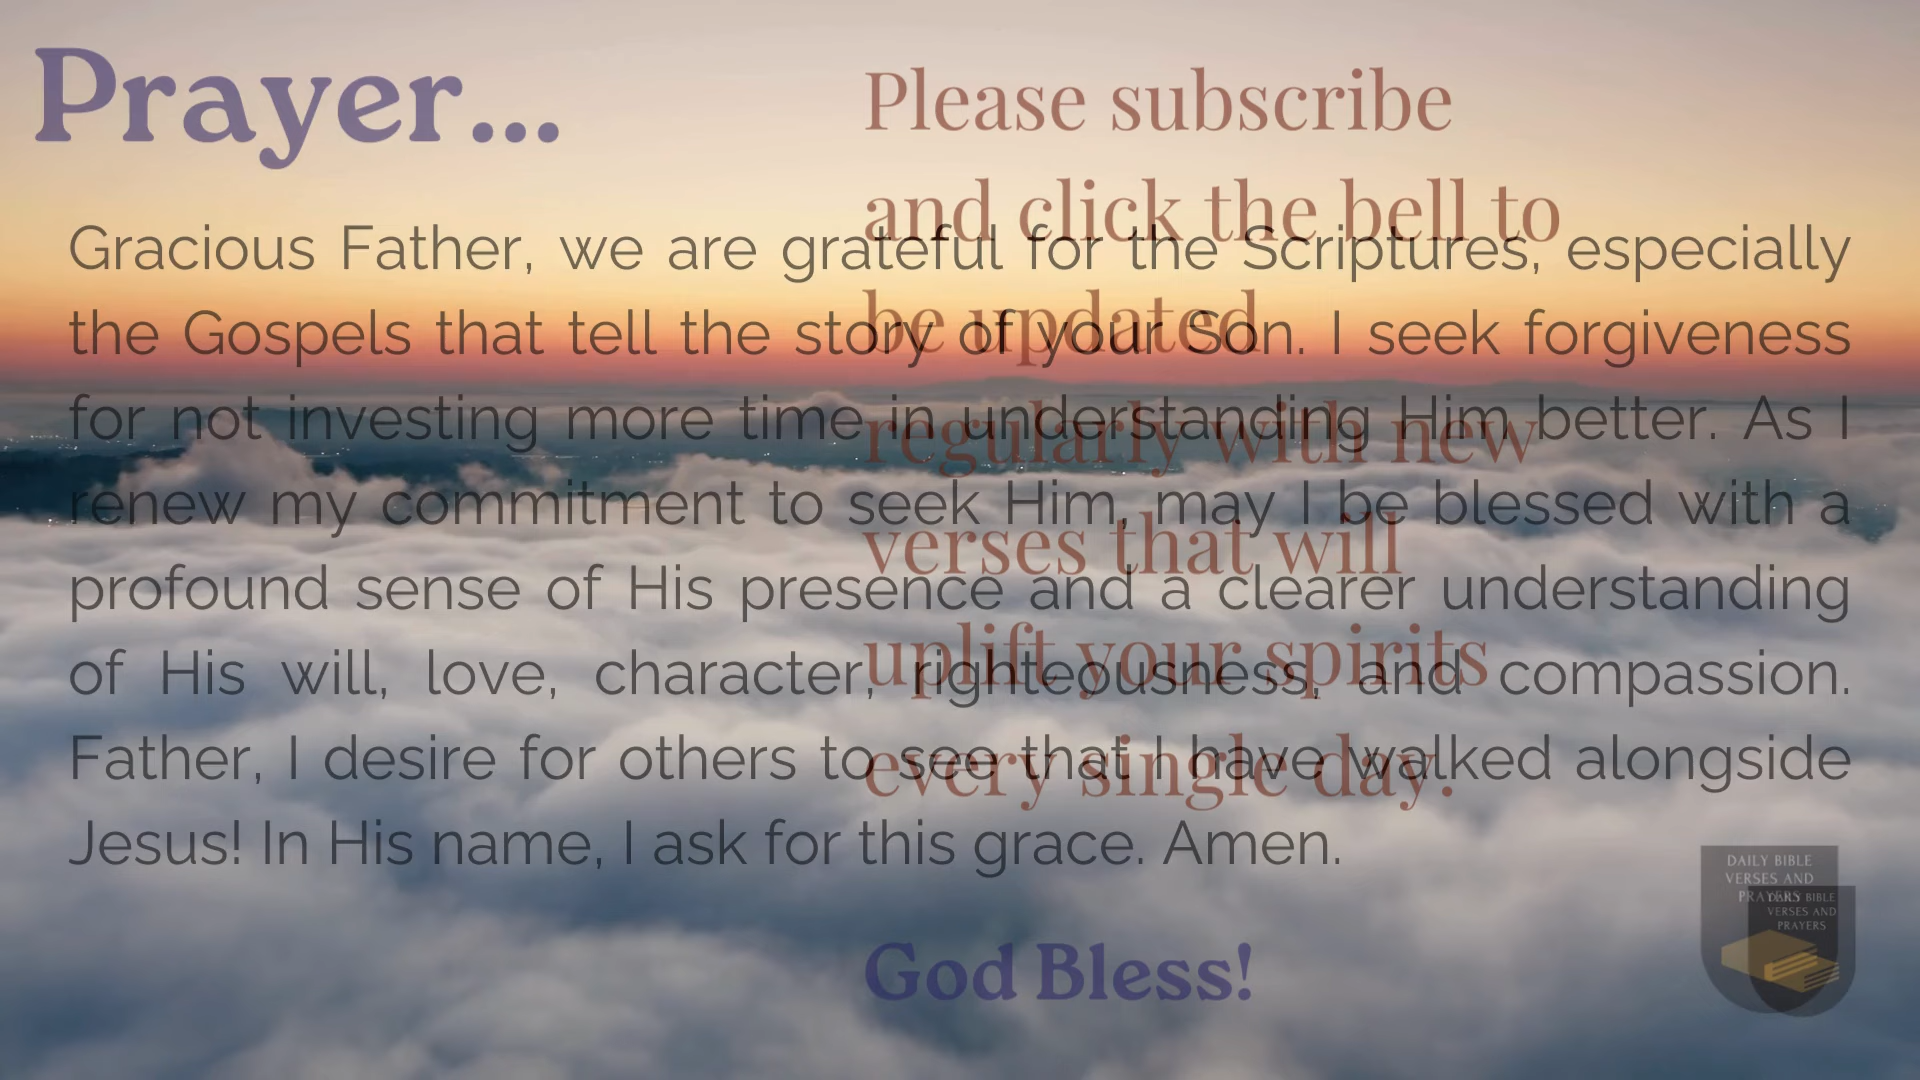 Prayer...
Gracious Father, we are grateful for the Scriptures, especially
the Gospels that tell the story of your Son. I seek forgiveness
for not investing more time in understanding Him better. As I
renew my commitment to seek Him, may I be blessed with a
profound sense of His presence and a clearer understanding
of His will, love, character, righteousness, and compassion.
Father, I desire for others to see that I have walked alongside
Jesus! In His name, I ask for this grace. Amen.
Please subscribe
and click the bell to
be updated
regularly with new
verses that will
uplift your spirits
every single day.
God Bless!
DAILY BIBLE
VERSES AND
PRAYERS
DAILY BIBLE
VERSES AND
PRAYERS